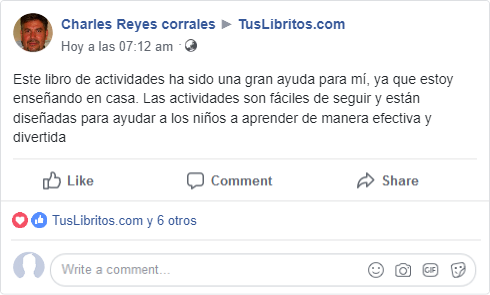 Charles Reyes corrales ▶ TusLibritos.com
Hoy a las 07:12 am ·
Este libro de actividades ha sido una gran ayuda para mí, ya que estoy
enseñando en casa. Las actividades son fáciles de seguir y están
diseñadas para ayudar a los niños a aprender de manera efectiva y
divertida
Like Comment Share
TusLibritos.com y 6 otros
Write a comment... GIF